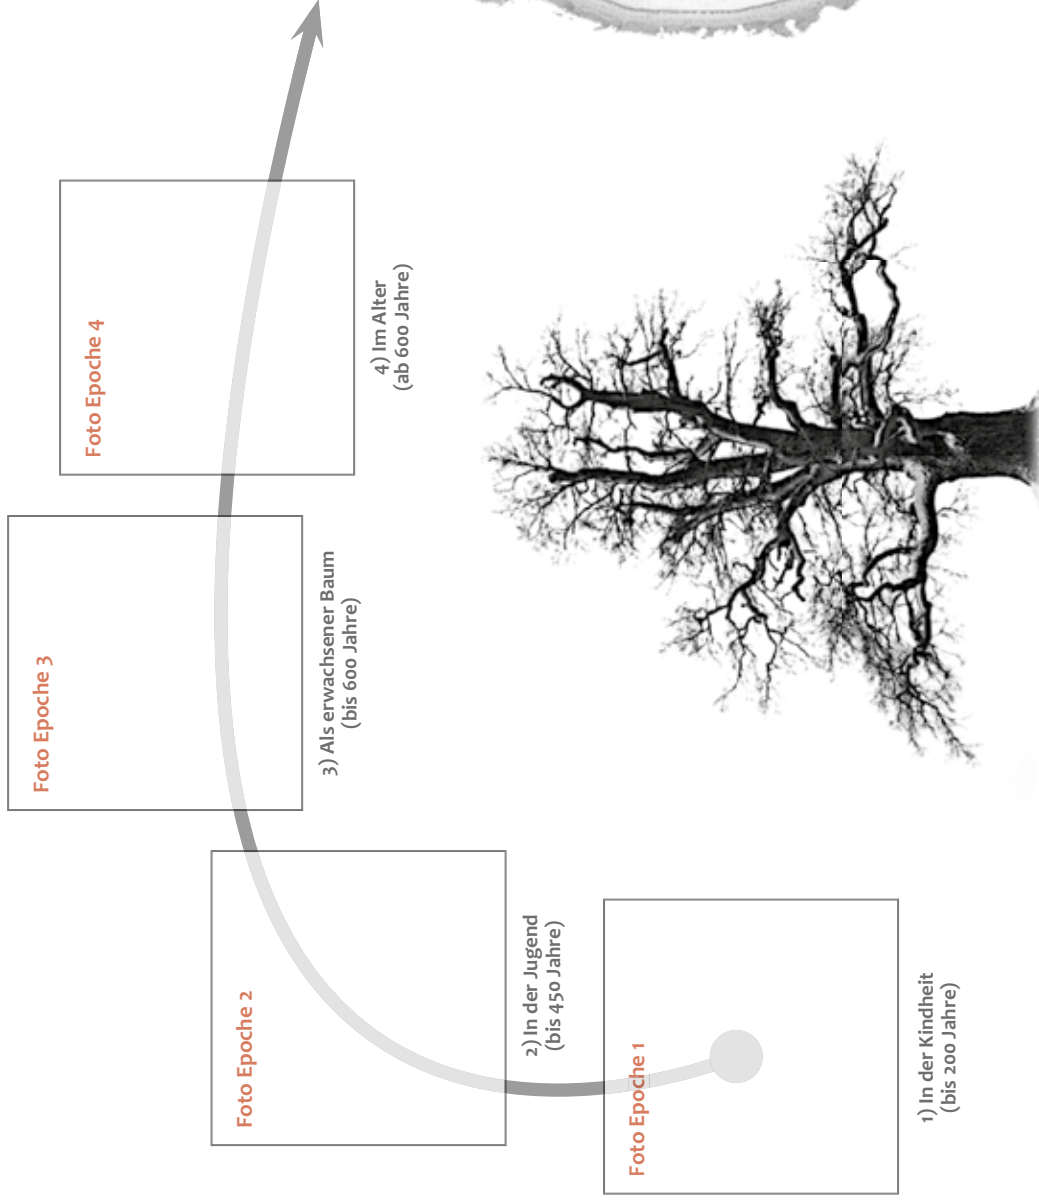 Foto Epoche 1
1) In der Kindheit
(bis 200 Jahre)
Foto Epoche 2
2) In der Jugend
(bis 450 Jahre)
Foto Epoche 3
3) Als erwachsener Baum
(bis 600 Jahre)
Foto Epoche 4
4) Im Alter
(ab 600 Jahre)